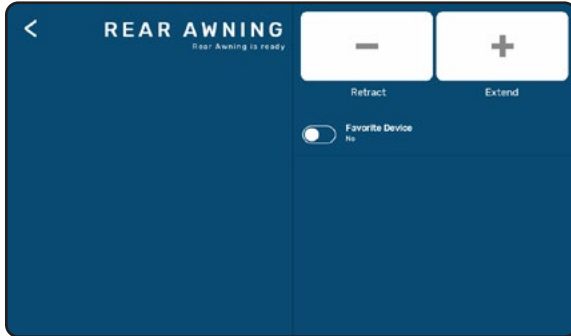 REAR AWNING
Rear Awning is ready
Retract
Extend
Favorite Device
No